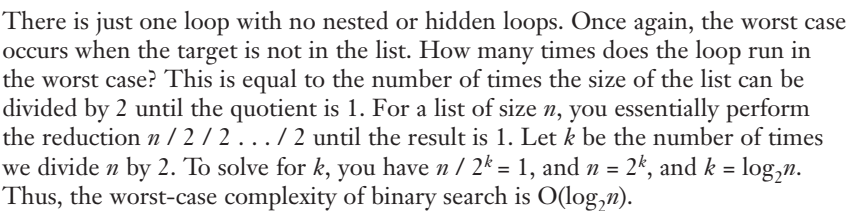 There is just one loop with no nested or hidden loops. Once again, the worst case
occurs when the target is not in the list. How many times does the loop run in
the worst case? This is equal to the number of times the size of the list can be
divided by 2 until the quotient is 1. For a list of size n, you essentially perform
the reduction n / 2 / 2 . . . / 2 until the result is 1. Let k be the number of times
we divide n by 2. To solve for k, you have n / 2ᵏ = 1, and n = 2ᵏ, and k = log₂n.
Thus, the worst-case complexity of binary search is O(log₂n).